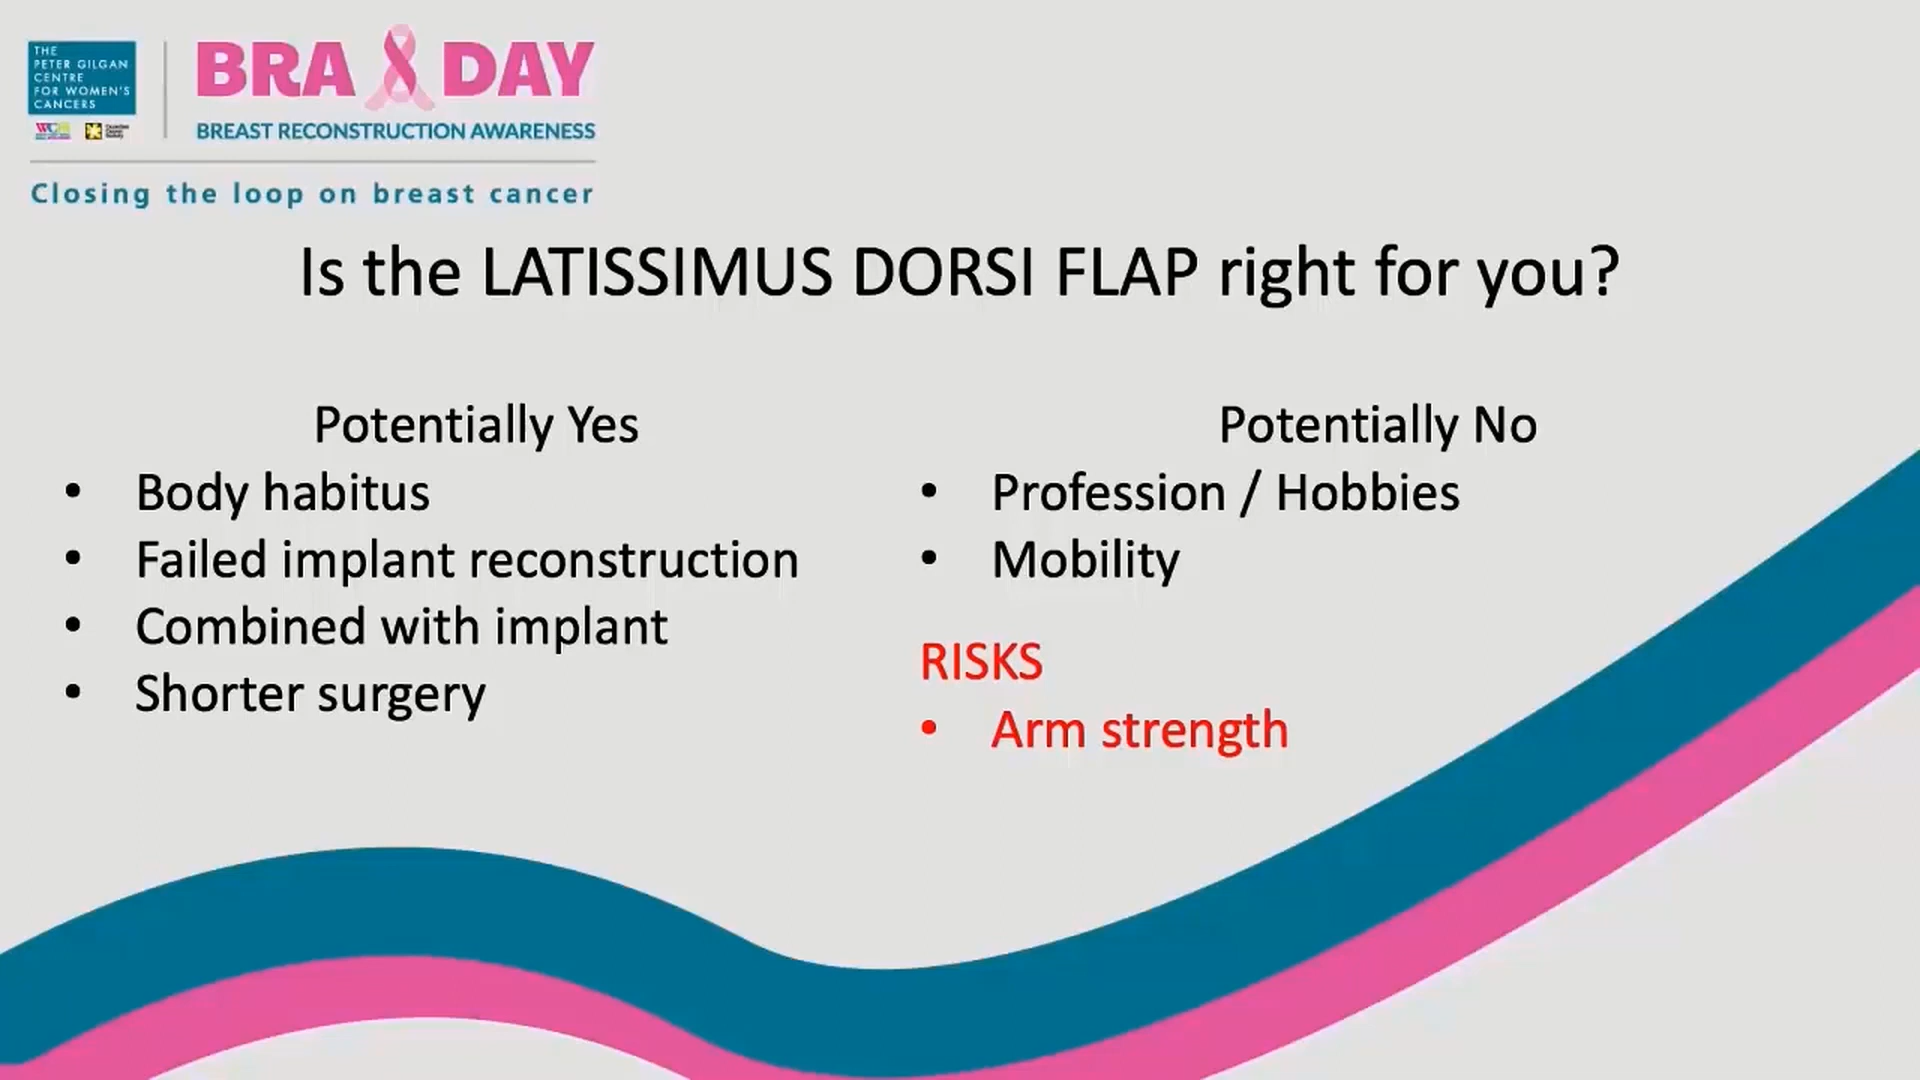 THE
PETER GILGAN
CENTRE
FOR WOMEN'S
CANCERS
BRA DAY
BREAST RECONSTRUCTION AWARENESS
Closing the loop on breast cancer
Is the LATISSIMUS DORSI FLAP right for you?
Potentially Yes
• Body habitus
• Failed implant reconstruction
• Combined with implant
• Shorter surgery
Potentially No
• Profession / Hobbies
• Mobility
RISKS
• Arm strength